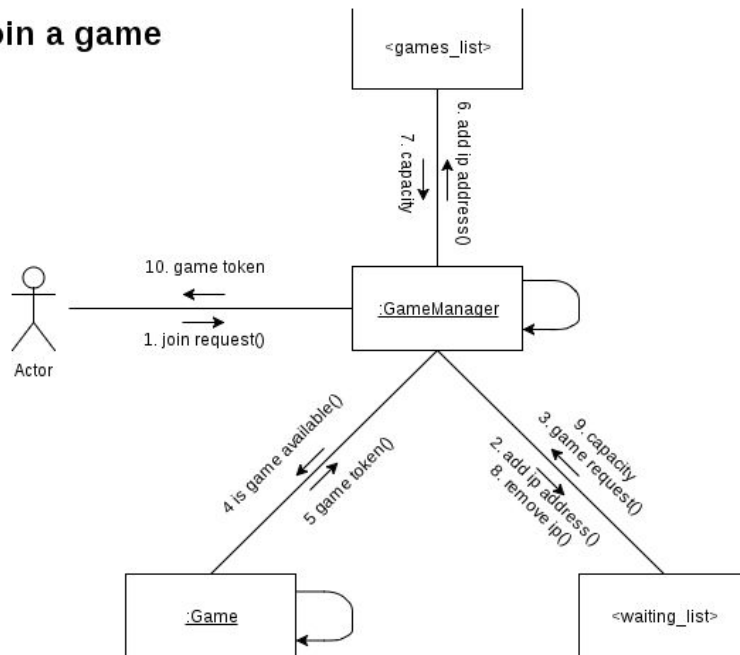 oin a game
<games_list>
6. add ip address()
7. capacity
10. game token
:GameManager
1. join request()
Actor
4 is game available()
5 game token()
9. capacity
3. game request()
2. add ip address()
8. remove ip()
:Game
<waiting_list>